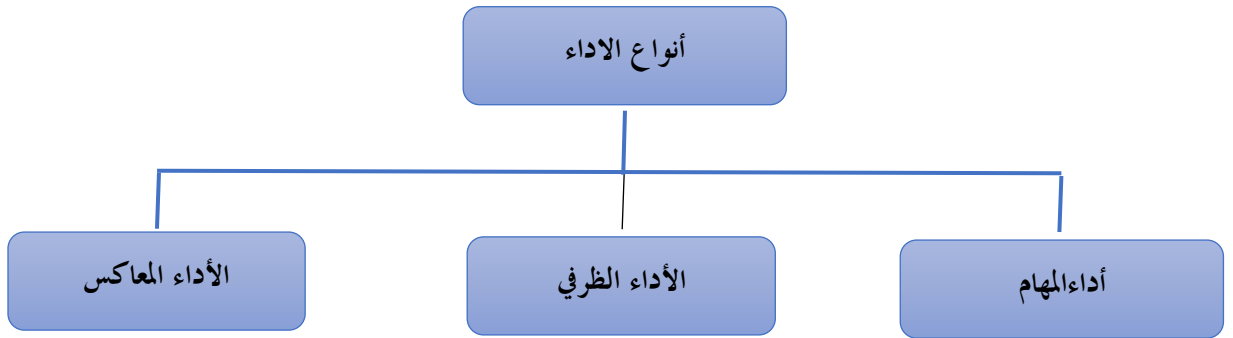 أنواع الاداء
أداءالمهام
الأداء الظرفي
الأداء المعاكس